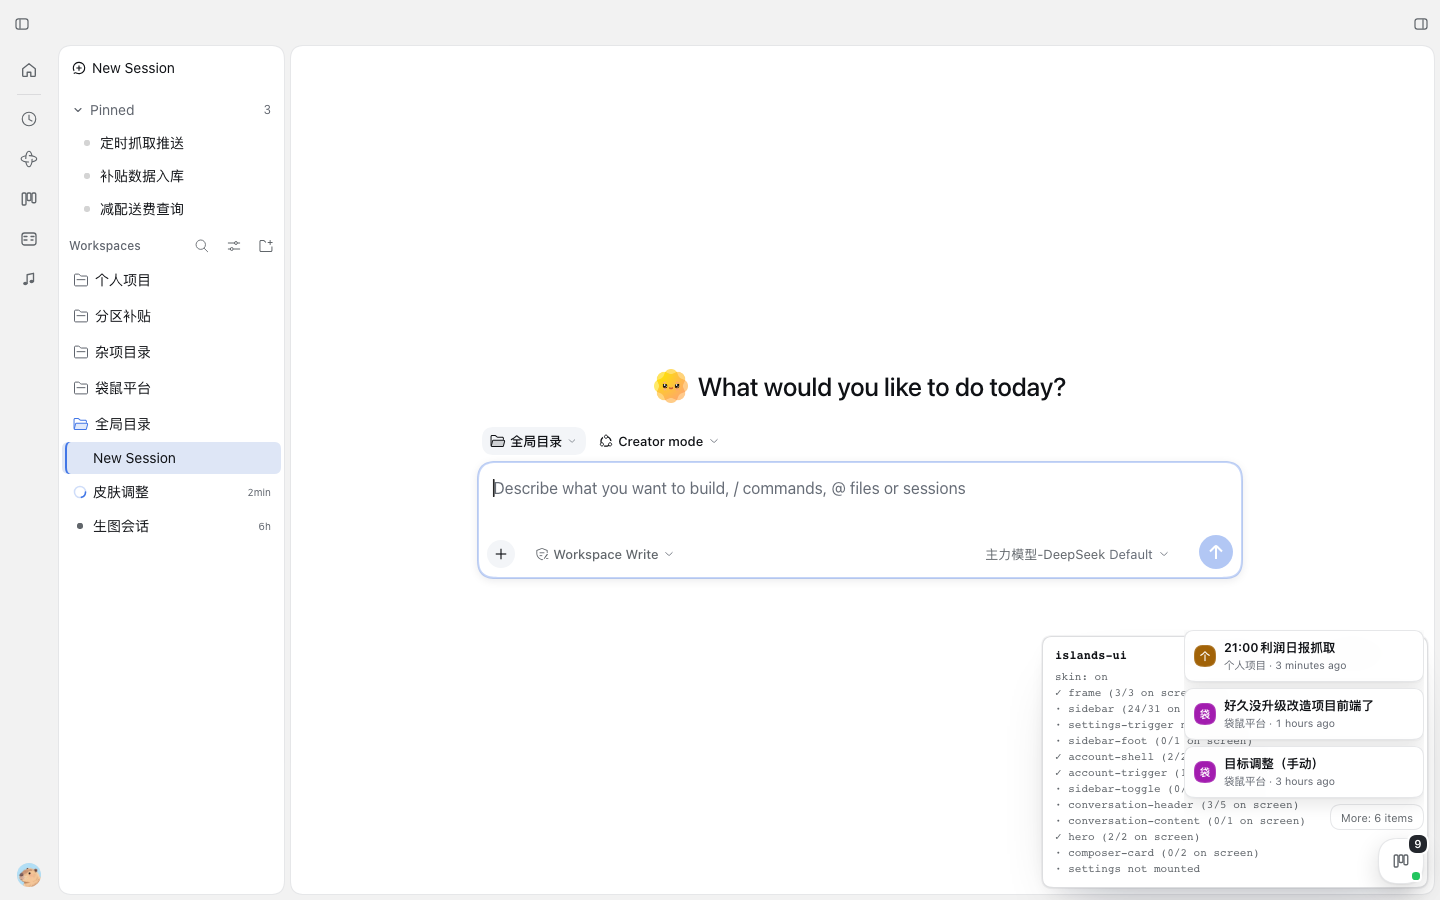 New Session
Pinned 3
定时抓取推送
补贴数据入库
减配送费查询
Workspaces
个人项目
分区补贴
杂项目录
袋鼠平台
全局目录
New Session
皮肤调整 2min
生图会话 6h
What would you like to do today?
全局目录 Creator mode
Describe what you want to build, / commands, @ files or sessions
Workspace Write 主力模型-DeepSeek Default
islands-ui
skin: on
✓ frame (3/3 on scre
· sidebar (24/31 on
· settings-trigger
· sidebar-foot (0/1 on screen)
✓ account-shell (2/2
✓ account-trigger (1
· sidebar-toggle (0/
· conversation-header (3/5 on screen)
· conversation-content (0/1 on screen)
✓ hero (2/2 on screen)
· composer-card (0/2 on screen)
· settings not mounted
个 21:00利润日报抓取
个人项目 · 3 minutes ago
袋 好久没升级改造项目前端了
袋鼠平台 · 1 hours ago
袋 目标调整（手动）
袋鼠平台 · 3 hours ago
More: 6 items
9